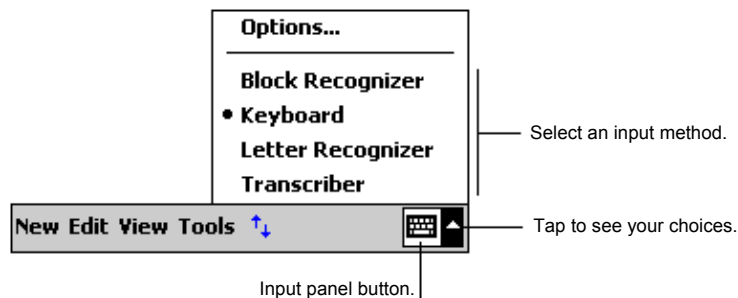 Options...
Block Recognizer
Keyboard
Letter Recognizer
Transcriber
Select an input method.
New Edit View Tools
Tap to see your choices.
Input panel button.